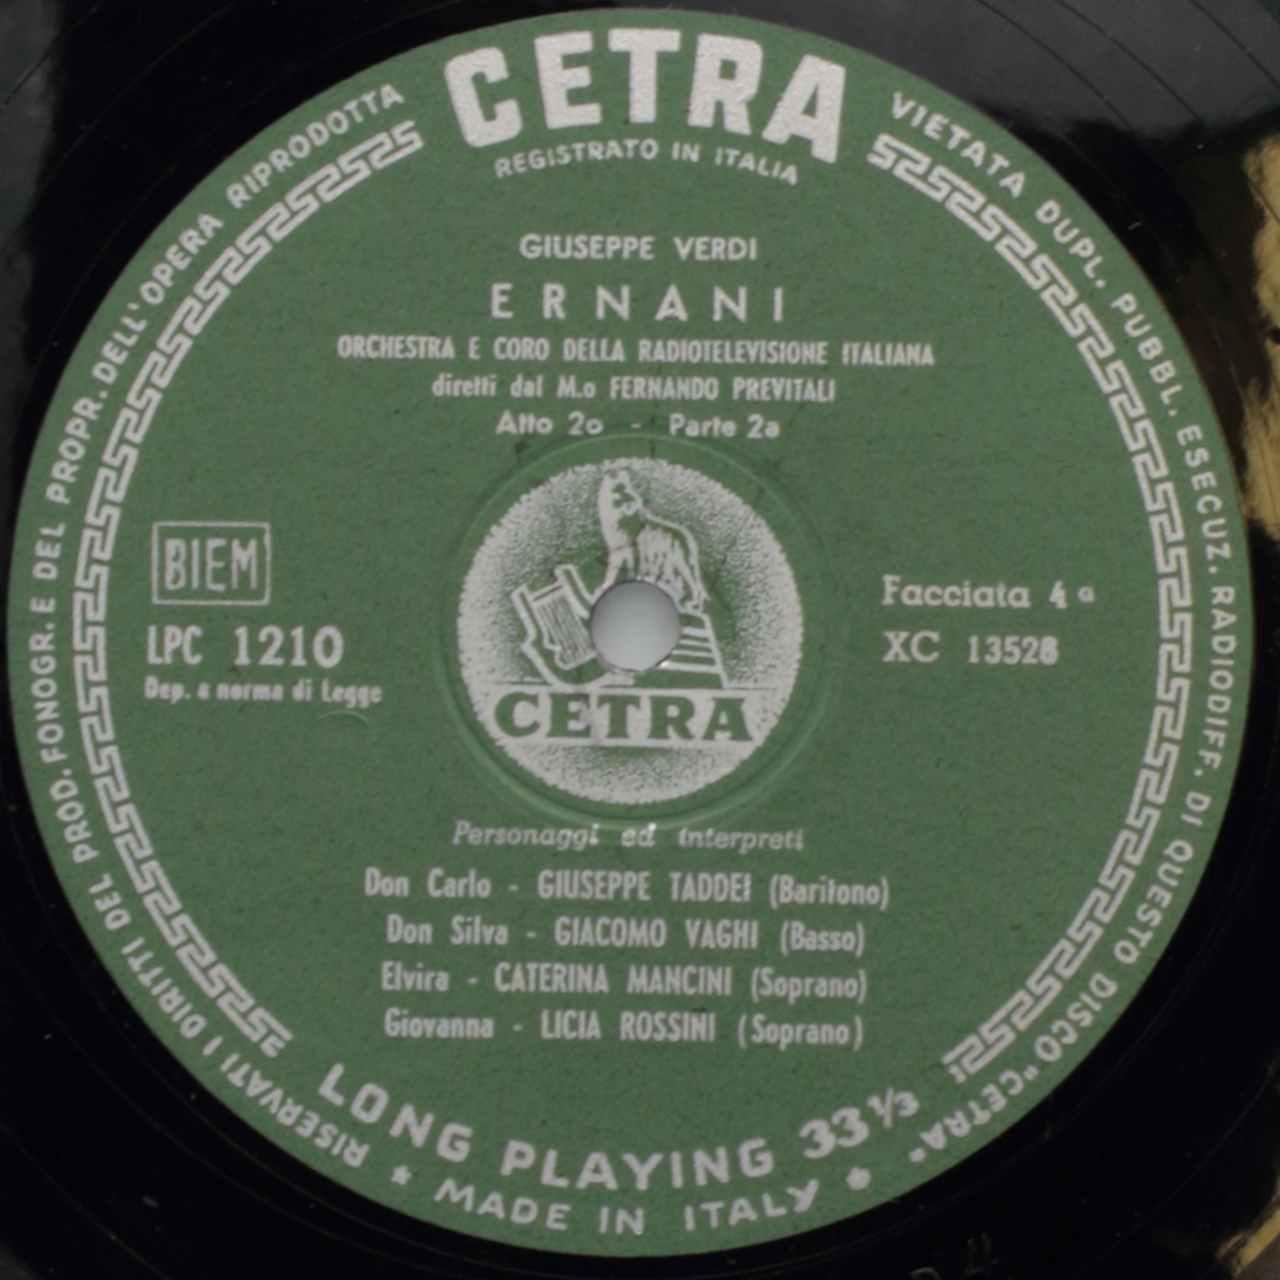 CETRA
REGISTRATO IN ITALIA
GIUSEPPE VERDI
ERNANI
ORCHESTRA E CORO DELLA RADIOTELEVISIONE ITALIANA
diretti dal M.o FERNANDO PREVITALI
Atto 2o - Parte 2a
BIEM
LPC 1210
Dep. a norma di Legge
Facciata 4a
XC 13528
CETRA
Personaggi ed interpreti
Don Carlo - GIUSEPPE TADDEI (Baritono)
Don Silva - GIACOMO VAGHI (Basso)
Elvira - CATERINA MANCINI (Soprano)
Giovanna - LICIA ROSSINI (Soprano)
LONG PLAYING 33 1/3
★ MADE IN ITALY ★
RISERVATI I DIRITTI DEL PROD. FONOGR. E DEL PROPR. DELL'OPERA RIPRODOTTA
VIETATA DUPL. PUBBL. ESECUZ. RADIODIFF. DI QUESTO DISCO "CETRA".